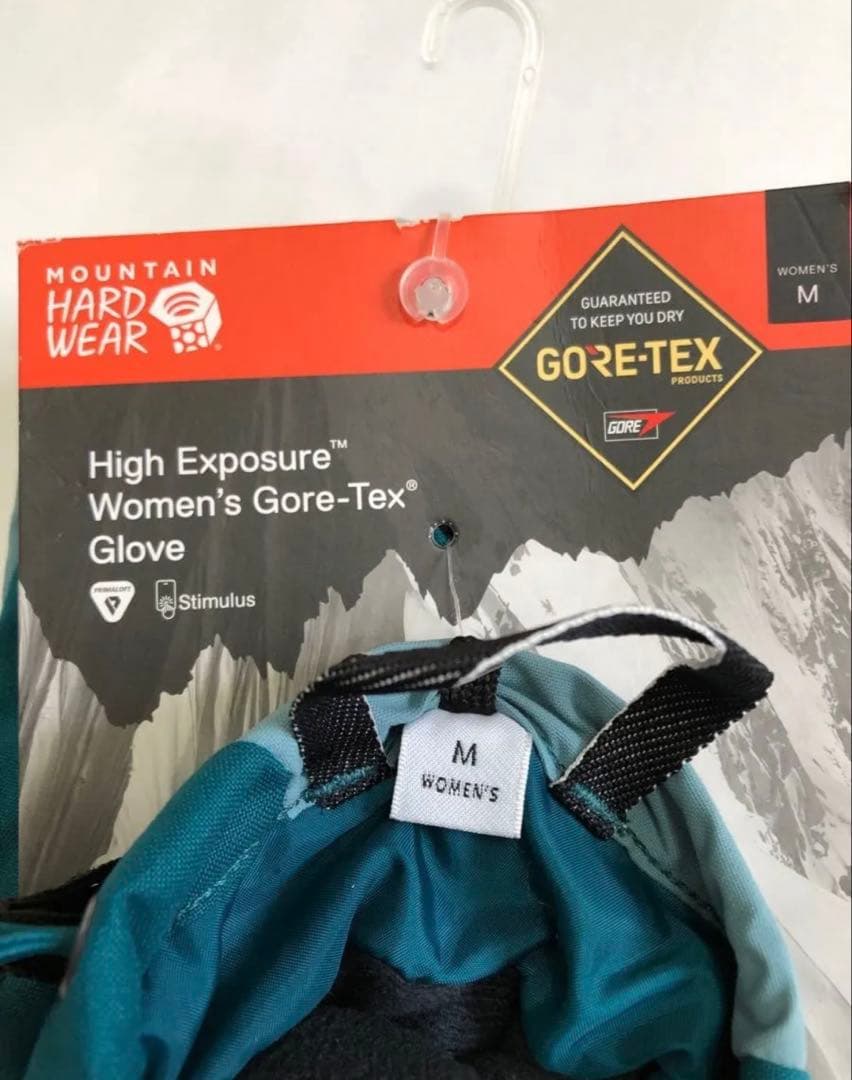 MOUNTAIN
HARD
WEAR
GUARANTEED
TO KEEP YOU DRY
GORE-TEX
PRODUCTS
GORE
WOMEN'S
M
High Exposure™
Women's Gore-Tex®
Glove
PRIMALOFT
Stimulus
M
WOMEN'S